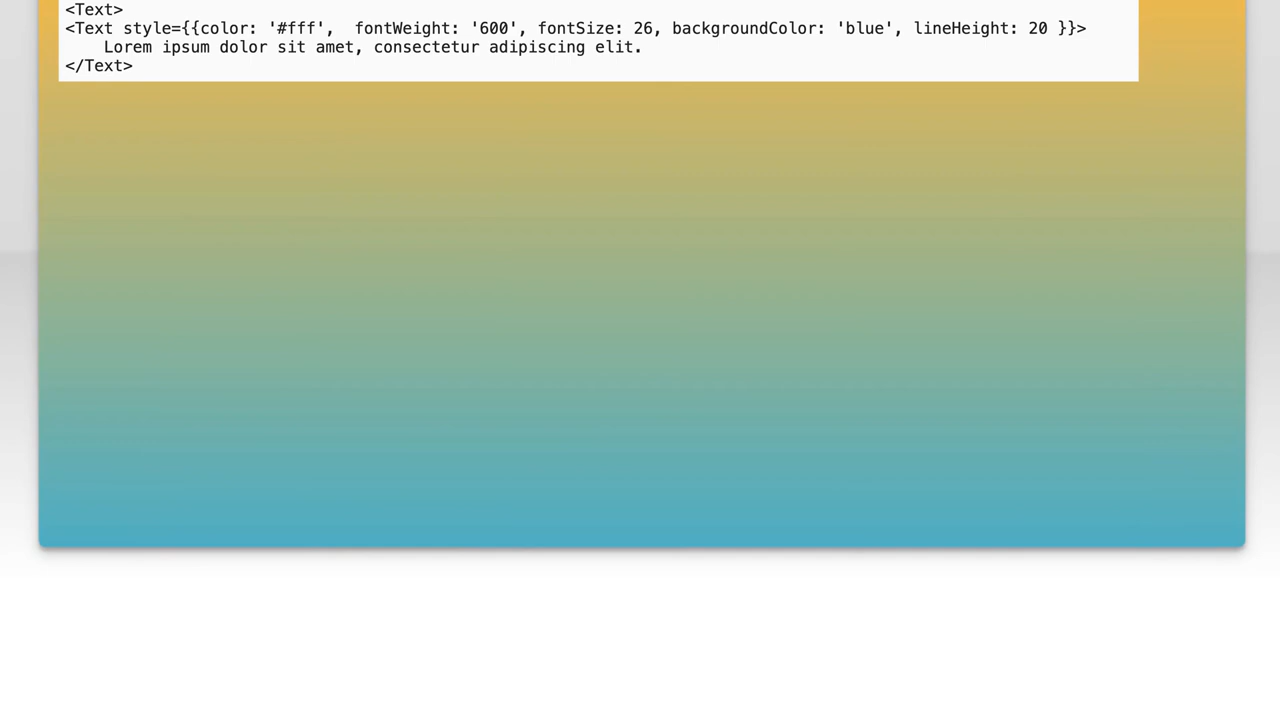 <Text>
<Text style={{color: '#fff',  fontWeight: '600', fontSize: 26, backgroundColor: 'blue', lineHeight: 20 }}>
    Lorem ipsum dolor sit amet, consectetur adipiscing elit.
</Text>